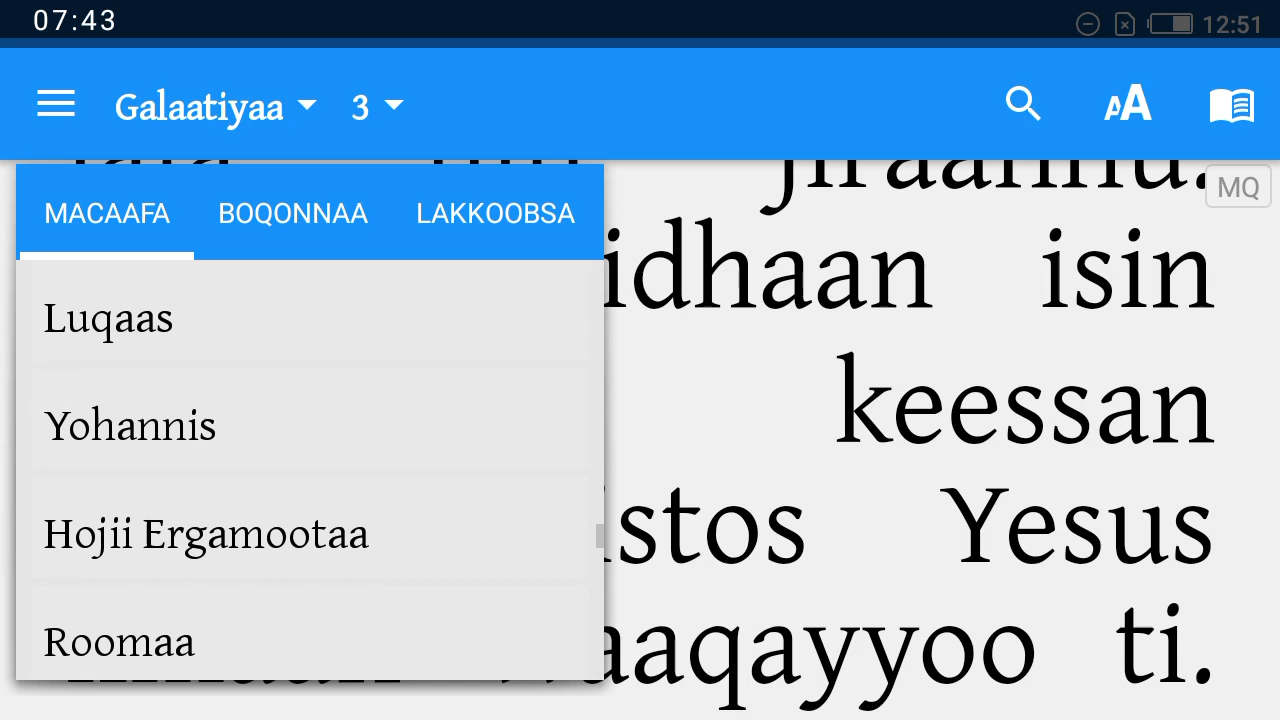 07:43
12:51
Galaatiyaa 3
jiraannu.
MQ
MACAAFA BOQONNAA LAKKOOBSA
Luqaas
Yohannis
Hojii Ergamootaa
Roomaa
idhaan isin
keessan
istos Yesus
aaqayyoo ti.